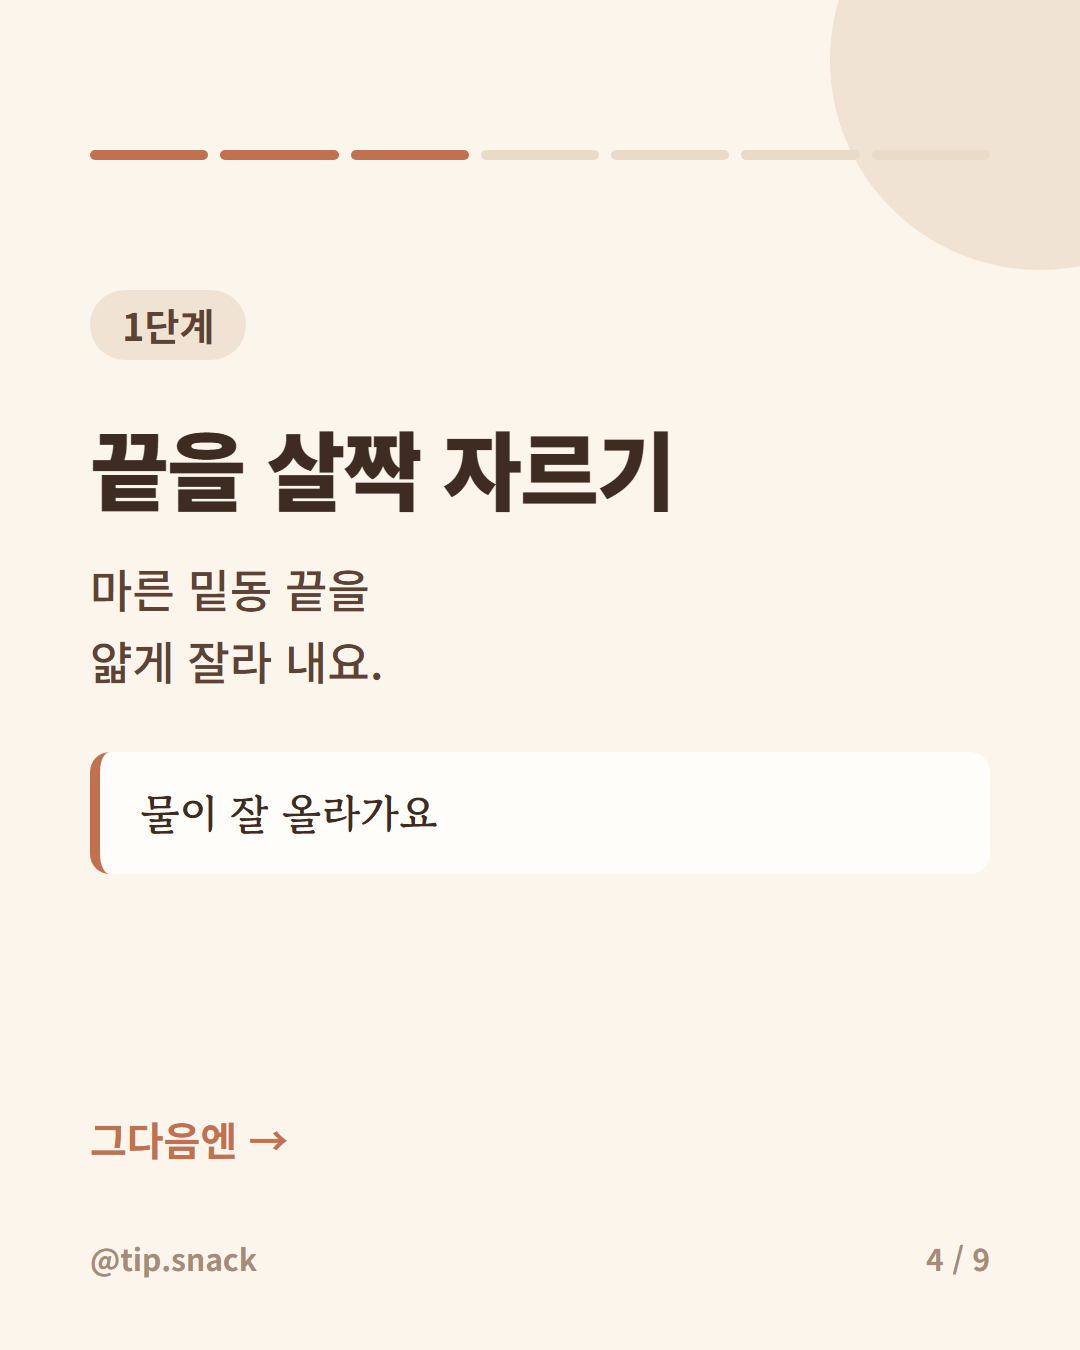 1단계
끝을 살짝 자르기
마른 밑동 끝을
얇게 잘라 내요.
물이 잘 올라가요
그다음엔 →
@tip.snack
4 / 9